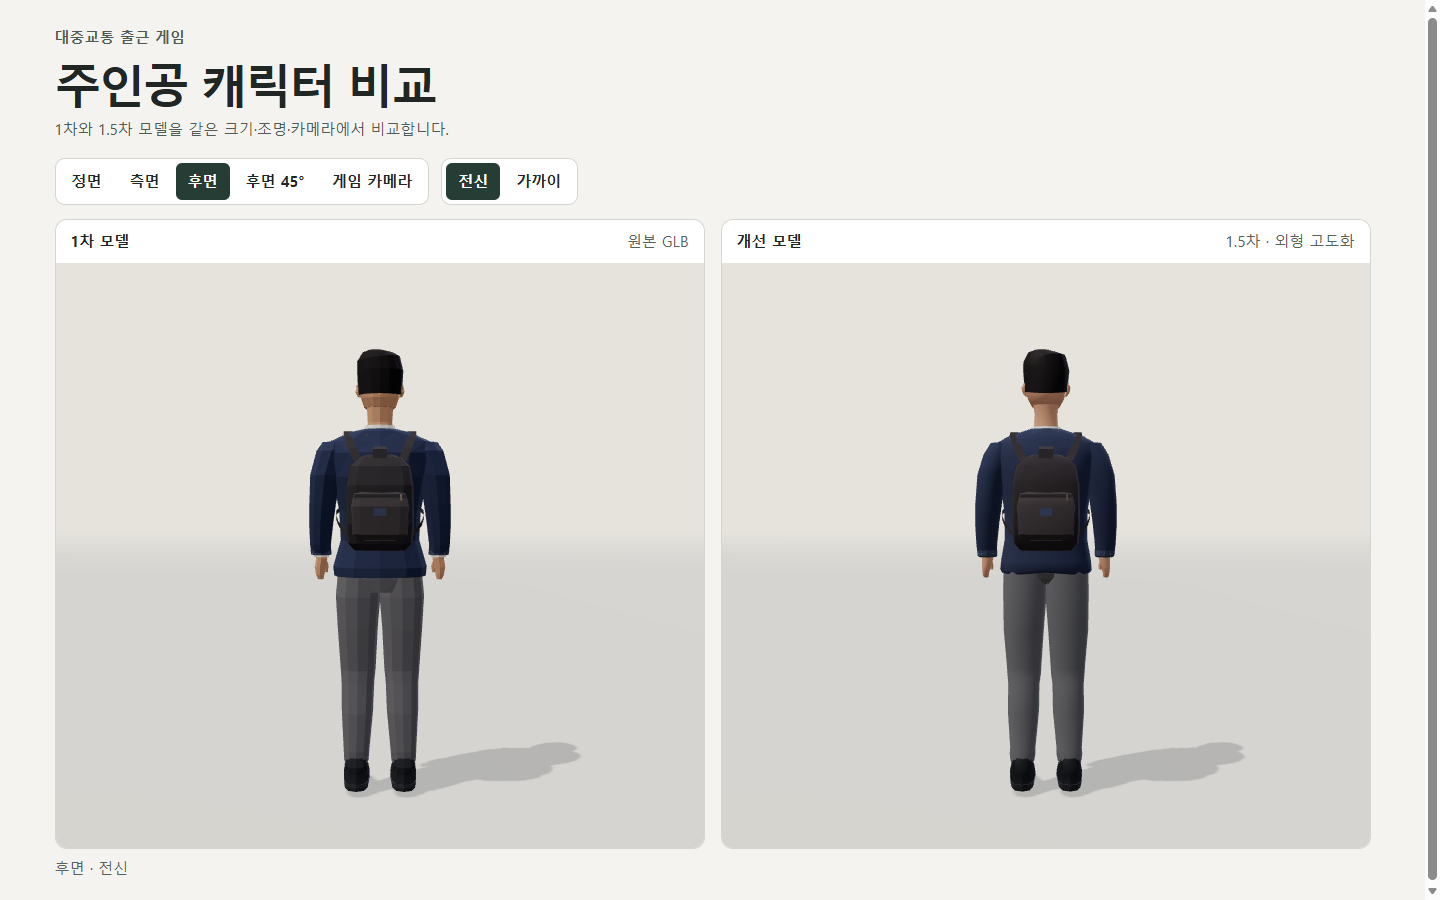 대중교통 출근 게임
주인공 캐릭터 비교
1차와 1.5차 모델을 같은 크기·조명·카메라에서 비교합니다.
정면 측면 후면 후면 45° 게임 카메라 전신 가까이
1차 모델 원본 GLB
개선 모델 1.5차 · 외형 고도화
후면 · 전신